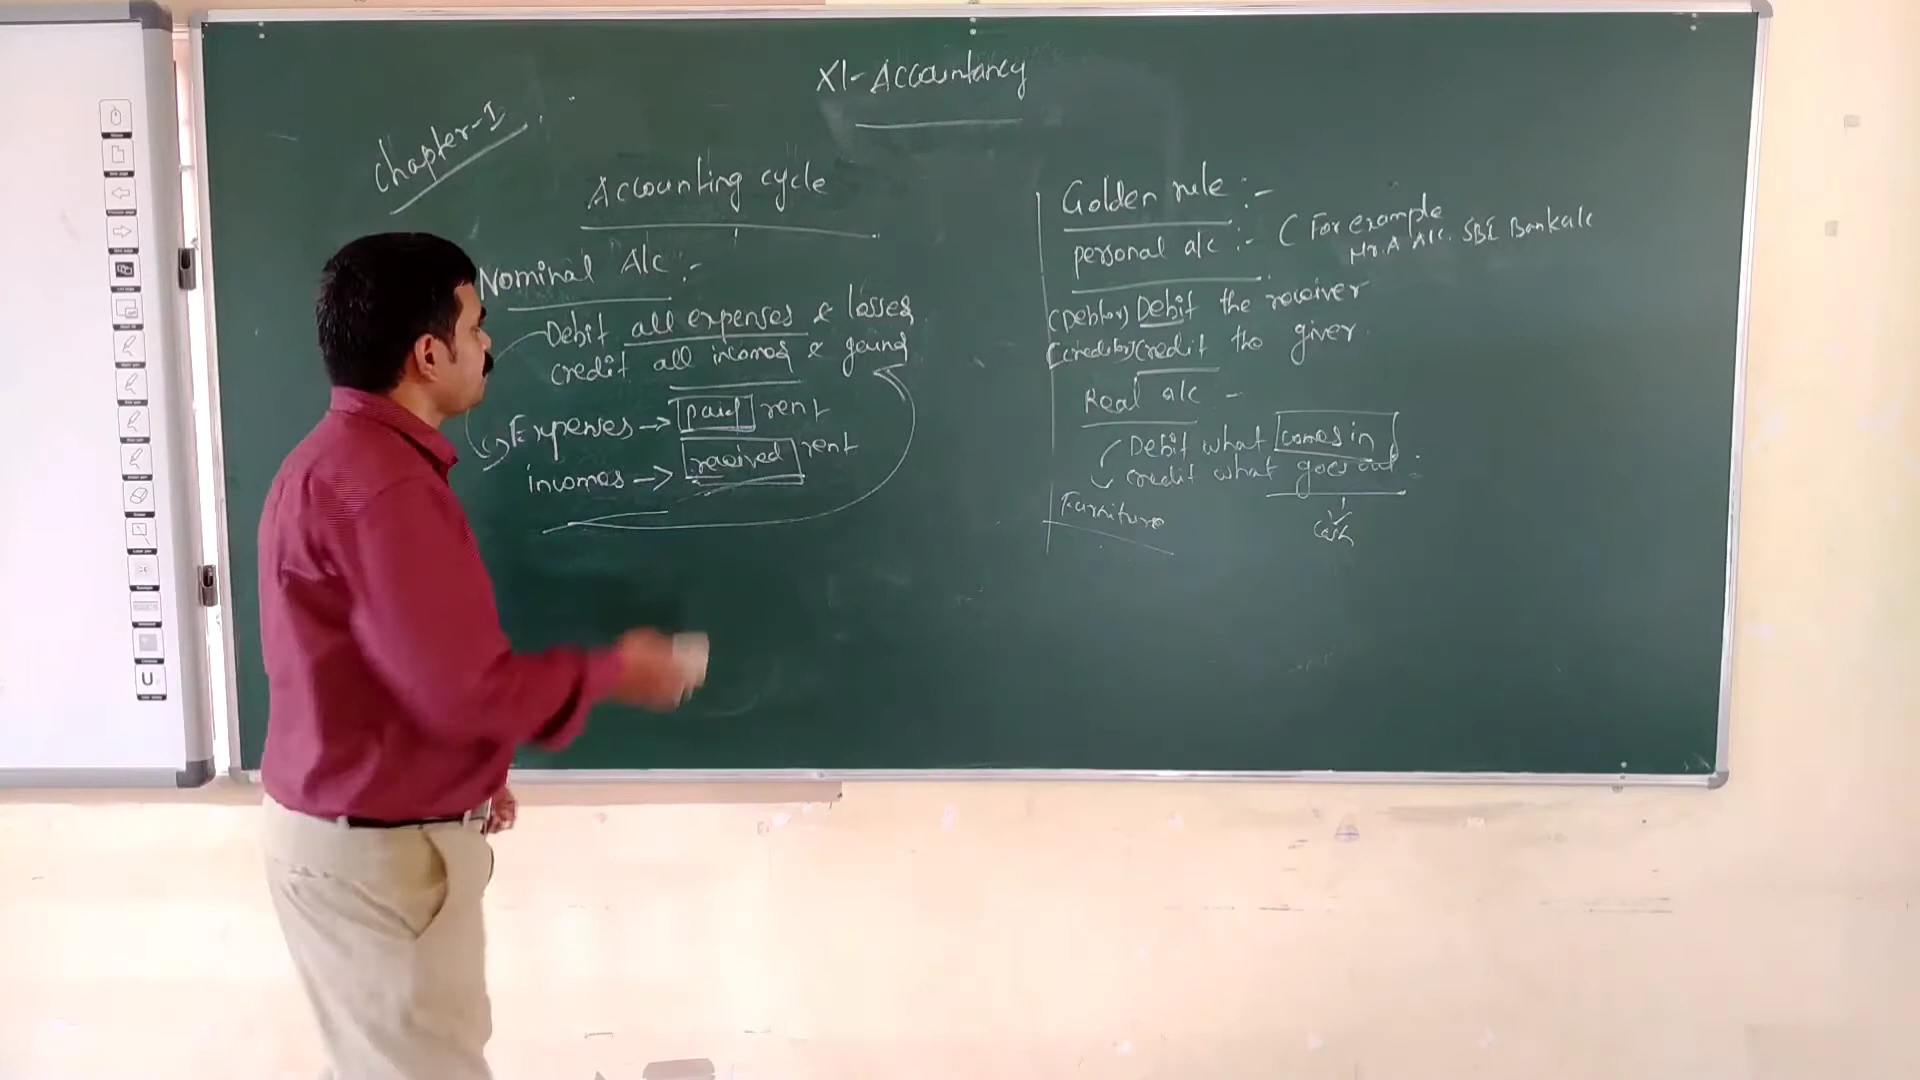 XI-Accountancy
Chapter-I
Accounting cycle
Nominal A/c :-
Debit all expenses & losses
credit all incomes & gains
Expenses → paid rent
incomes → received rent
Golden rule :-
personal a/c :- ( For example
Mr.A A/c. SBI Bank a/c
(Debtor) Debit the receiver
(creditor) credit the giver
Real a/c -
Debit what comes in
credit what goes out
Furniture
Cash
U